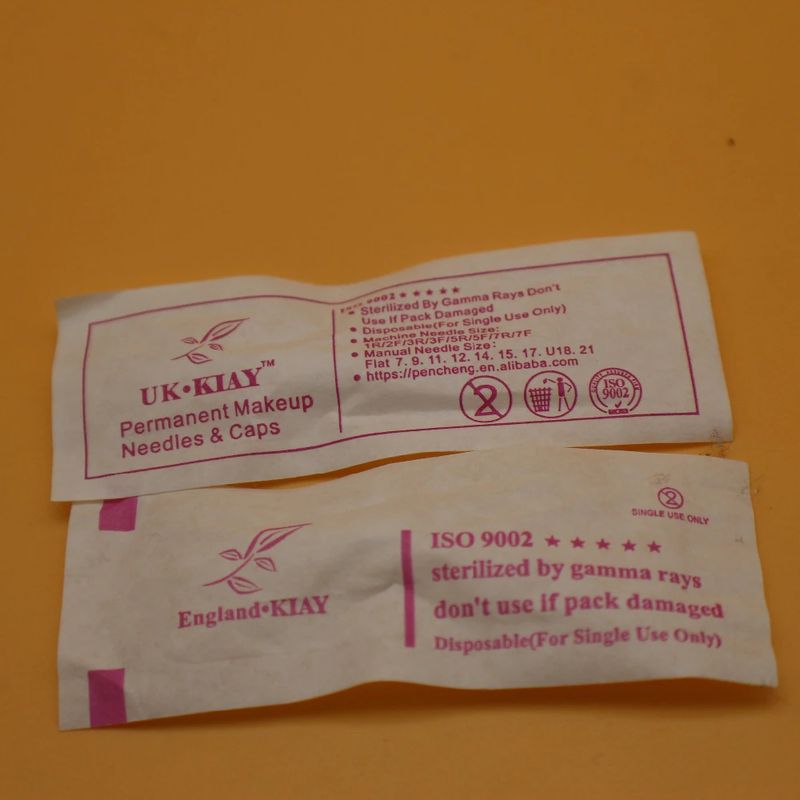 UK•KIAY™
Permanent Makeup
Needles & Caps
ISO 9002 ★★★★★
• Sterilized By Gamma Rays Don't
Use If Pack Damaged
• Disposable(For Single Use Only)
• Machine Needle Size:
1R/2F/3R/3F/5R/5F/7R/7F
• Manual Needle Size:
Flat 7. 9. 11. 12. 14. 15. 17. U18. 21
• https://pencheng.en.alibaba.com
2
ISO
9002
England•KIAY
2
SINGLE USE ONLY
ISO 9002 ★★★★★
sterilized by gamma rays
don't use if pack damaged
Disposable(For Single Use Only)